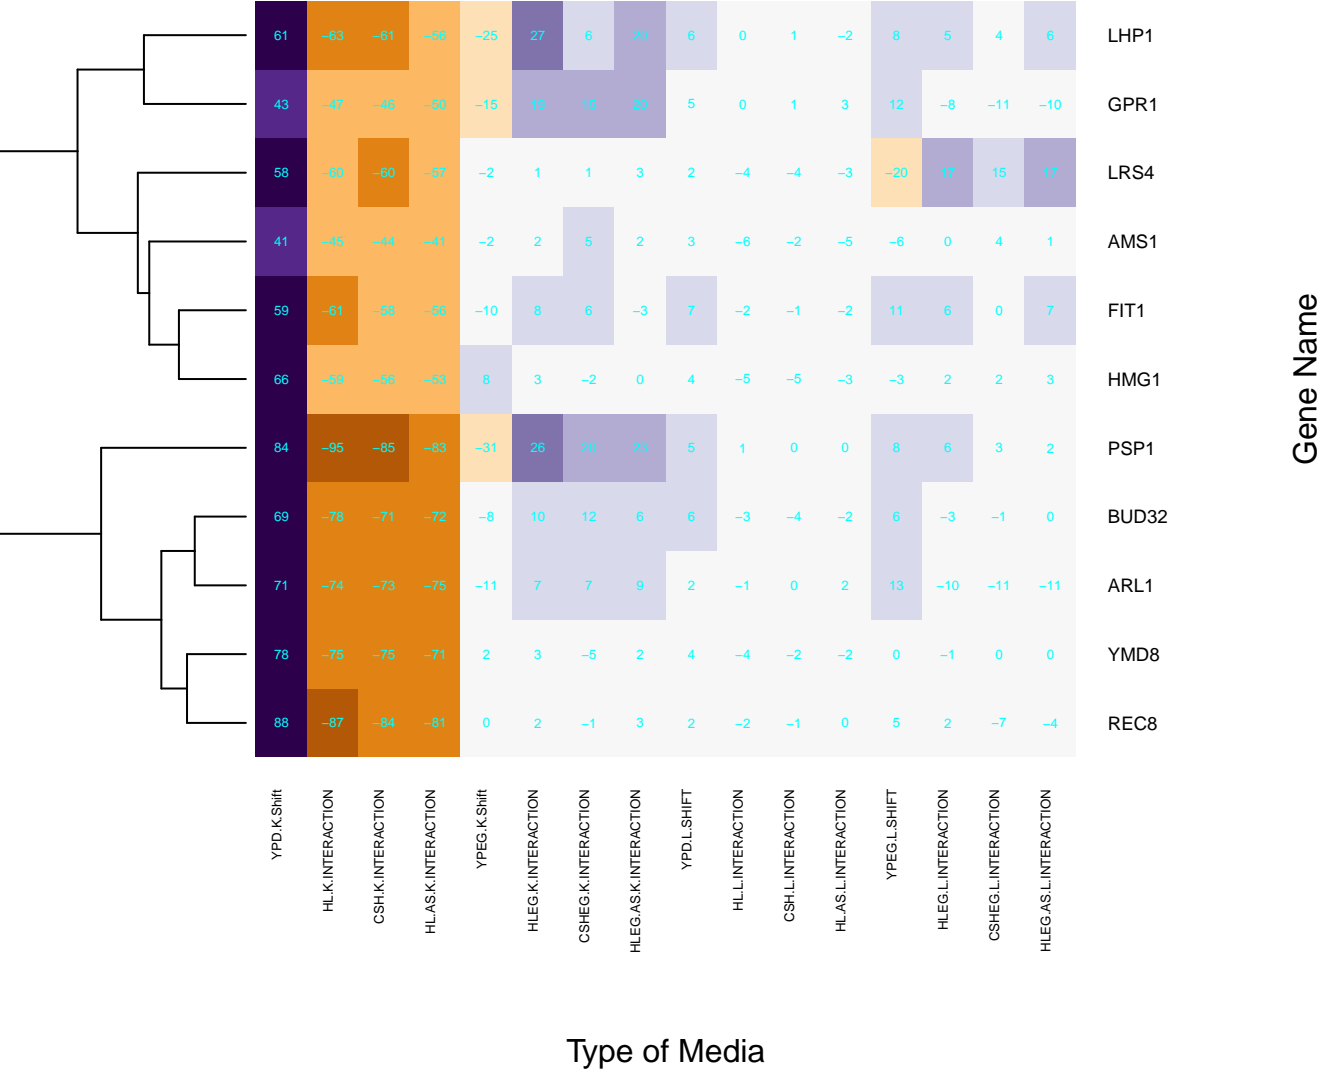 61 −63 −61 −56 −25 27 6 20 6 0 1 −2 8 5 4 6 LHP1
43 −47 −46 −50 −15 15 20 5 0 1 3 12 −8 −11 −10 GPR1
58 −60 −60 −57 −2 1 1 3 2 −4 −4 −3 −20 17 15 17 LRS4
41 −45 −44 −41 −2 2 5 2 3 −6 −2 −5 −6 0 4 1 AMS1
59 −61 −58 −56 −10 8 6 −3 7 −2 −1 −2 11 6 0 7 FIT1
66 −59 −56 −53 8 3 −2 0 4 −5 −5 −3 −3 2 2 3 HMG1
84 −95 −85 −83 −31 26 5 1 0 0 8 6 3 2 PSP1
69 −78 −71 −72 −8 10 12 6 6 −3 −4 −2 6 −3 −1 0 BUD32
71 −74 −73 −75 −11 7 7 9 2 −1 0 2 13 −10 −11 −11 ARL1
78 −75 −75 −71 2 3 −5 2 4 −4 −2 −2 0 −1 0 0 YMD8
88 −87 −84 −81 0 2 −1 3 2 −2 −1 0 5 2 −7 −4 REC8
Gene Name
YPD.K.Shift
HL.K.INTERACTION
CSH.K.INTERACTION
HL.AS.K.INTERACTION
YPEG.K.Shift
HLEG.K.INTERACTION
CSHEG.K.INTERACTION
HLEG.AS.K.INTERACTION
YPD.L.SHIFT
HL.L.INTERACTION
CSH.L.INTERACTION
HL.AS.L.INTERACTION
YPEG.L.SHIFT
HLEG.L.INTERACTION
CSHEG.L.INTERACTION
HLEG.AS.L.INTERACTION
Type of Media